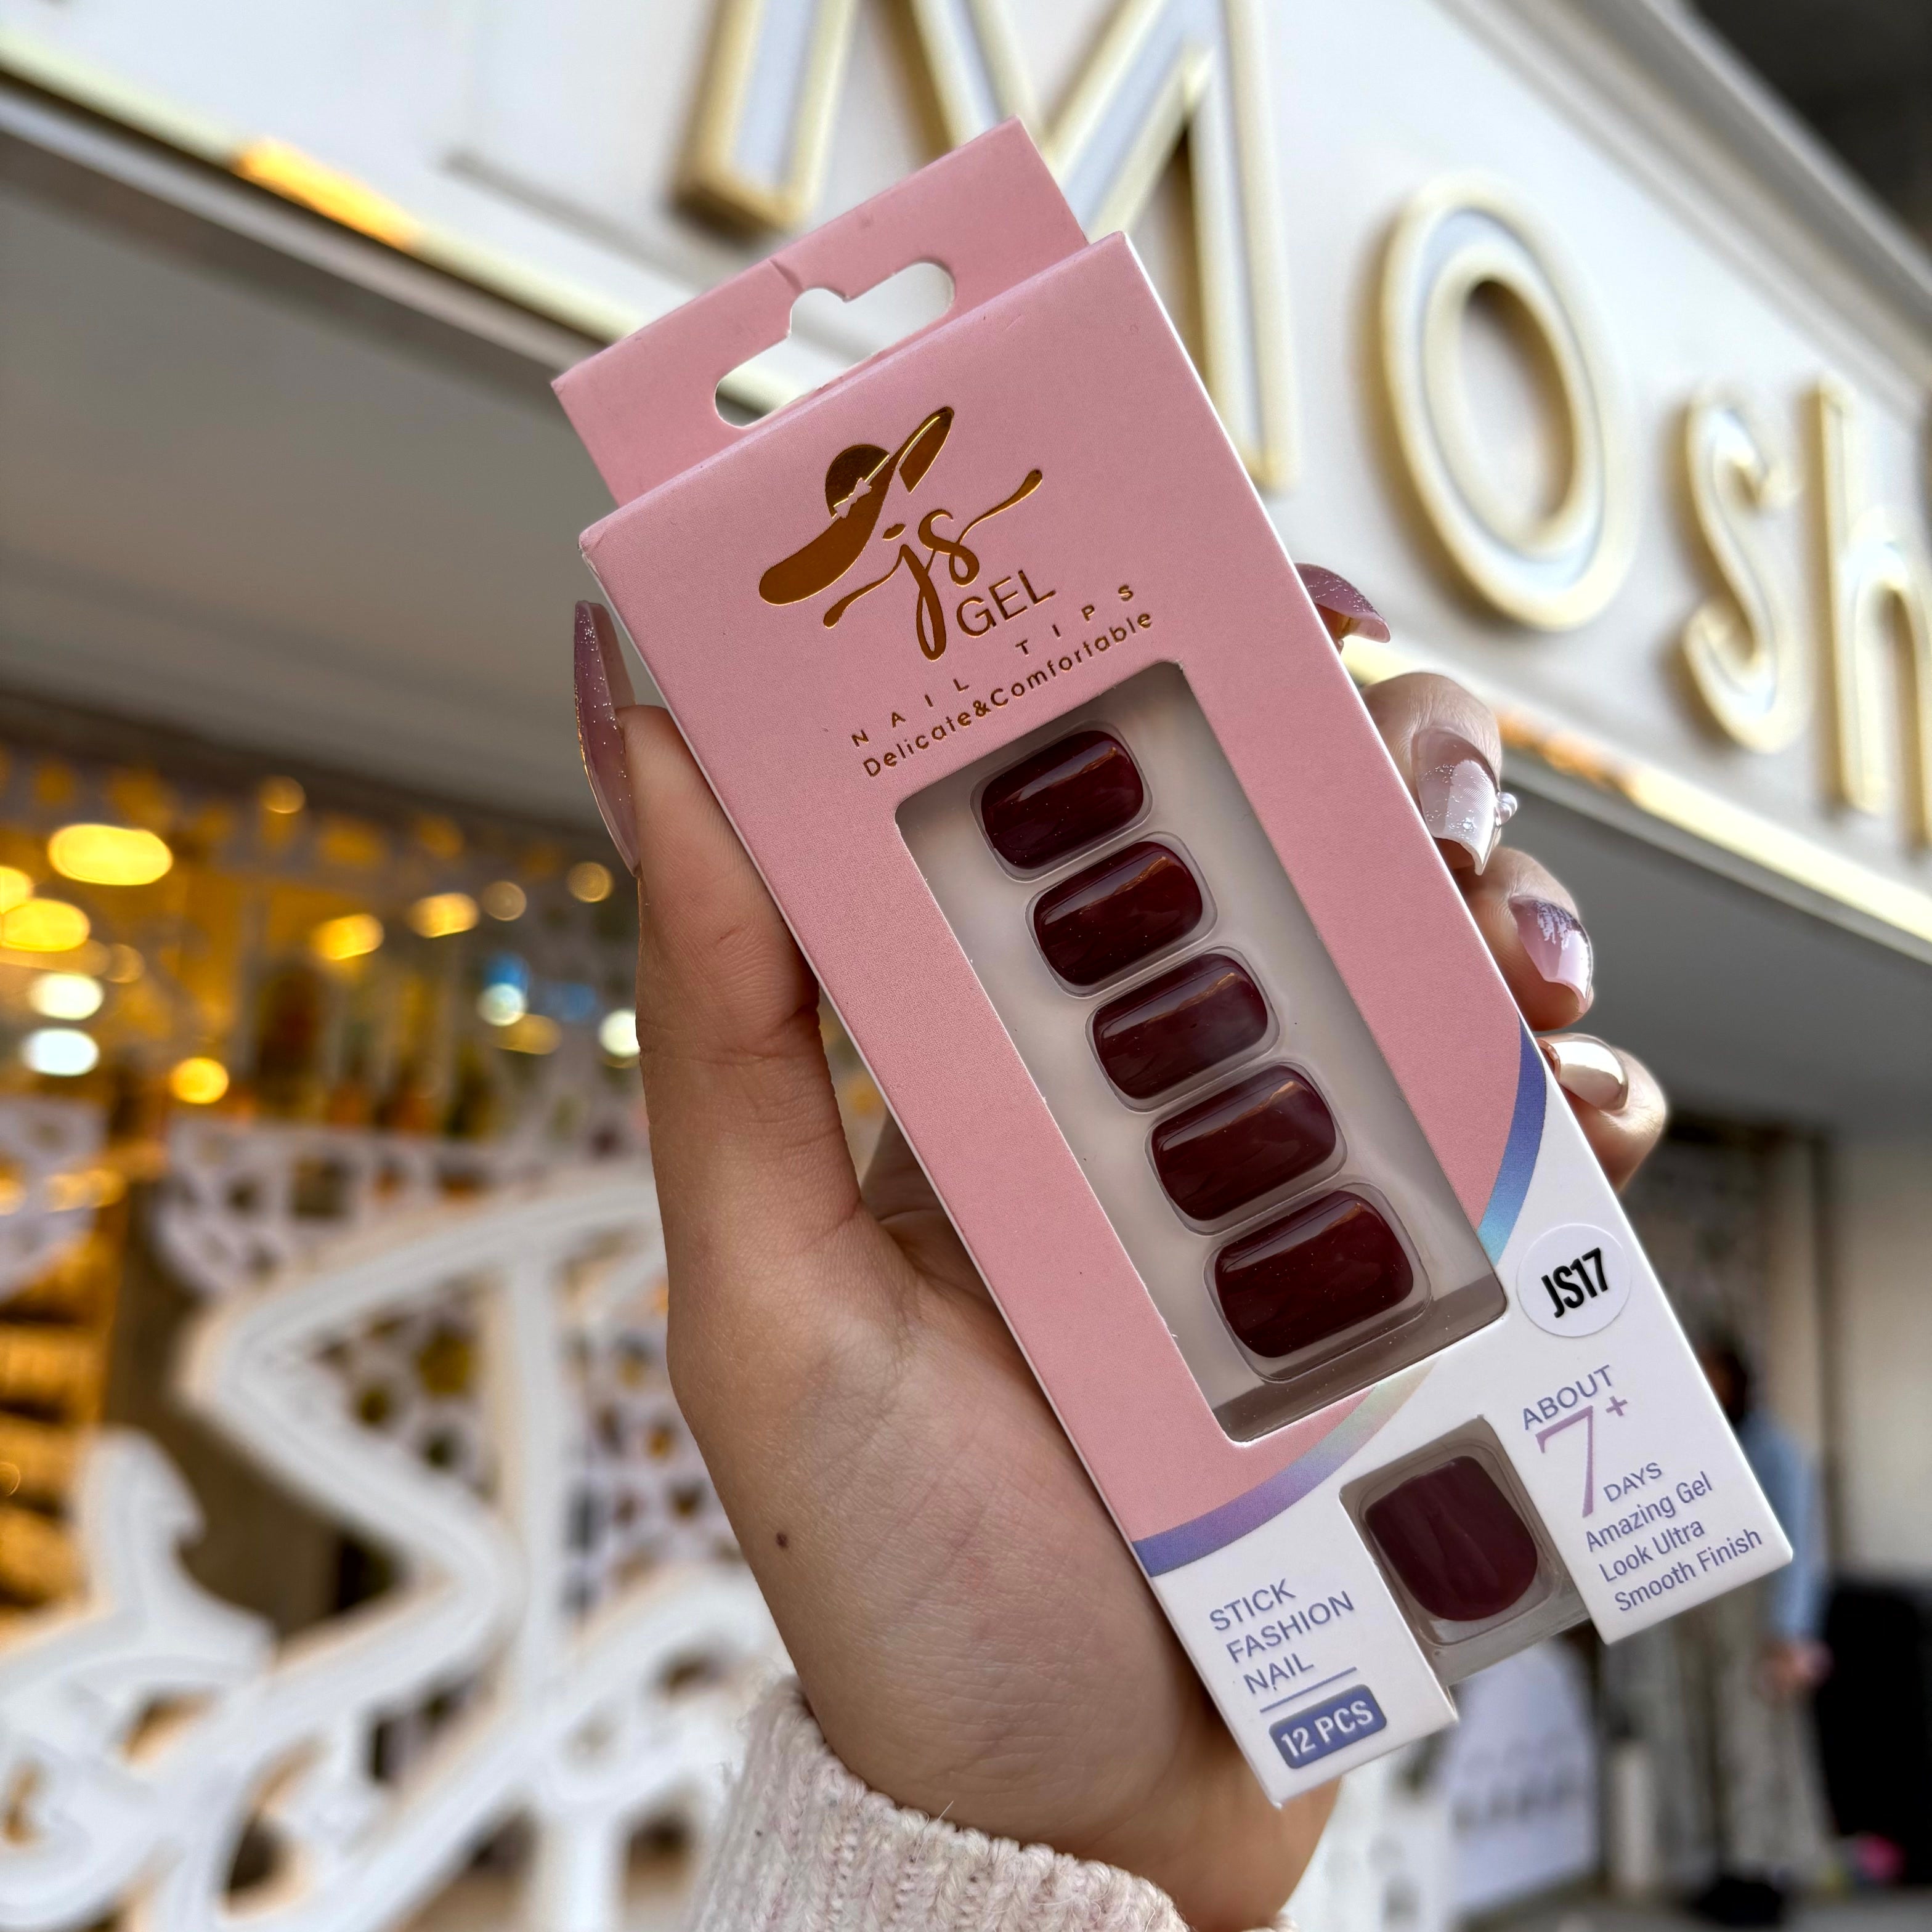 Mosh
js
GEL
NAIL TIPS
Delicate&Comfortable
JS17
ABOUT
7+
DAYS
Amazing Gel
Look Ultra
Smooth Finish
STICK
FASHION
NAIL
12 PCS